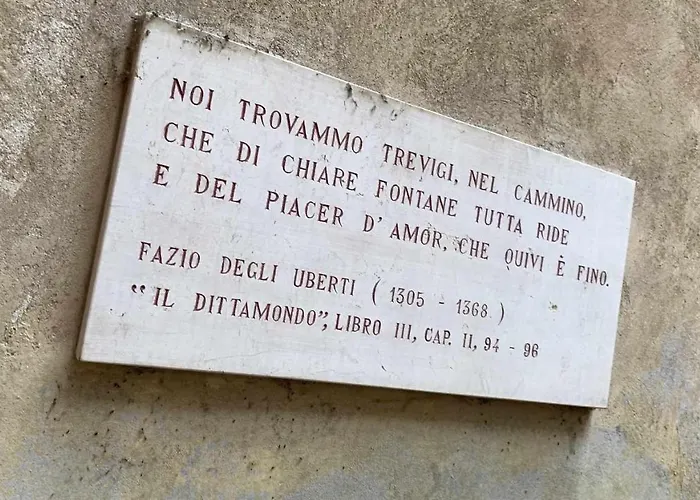 NOI TROVAMMO TREVIGI, NEL CAMMINO,
CHE DI CHIARE FONTANE TUTTA RIDE
E DEL PIACER D'AMOR, CHE QUIVI È FINO.
FAZIO DEGLI UBERTI (1305 - 1368)
"IL DITTAMONDO", LIBRO III, CAP. II, 94 - 96